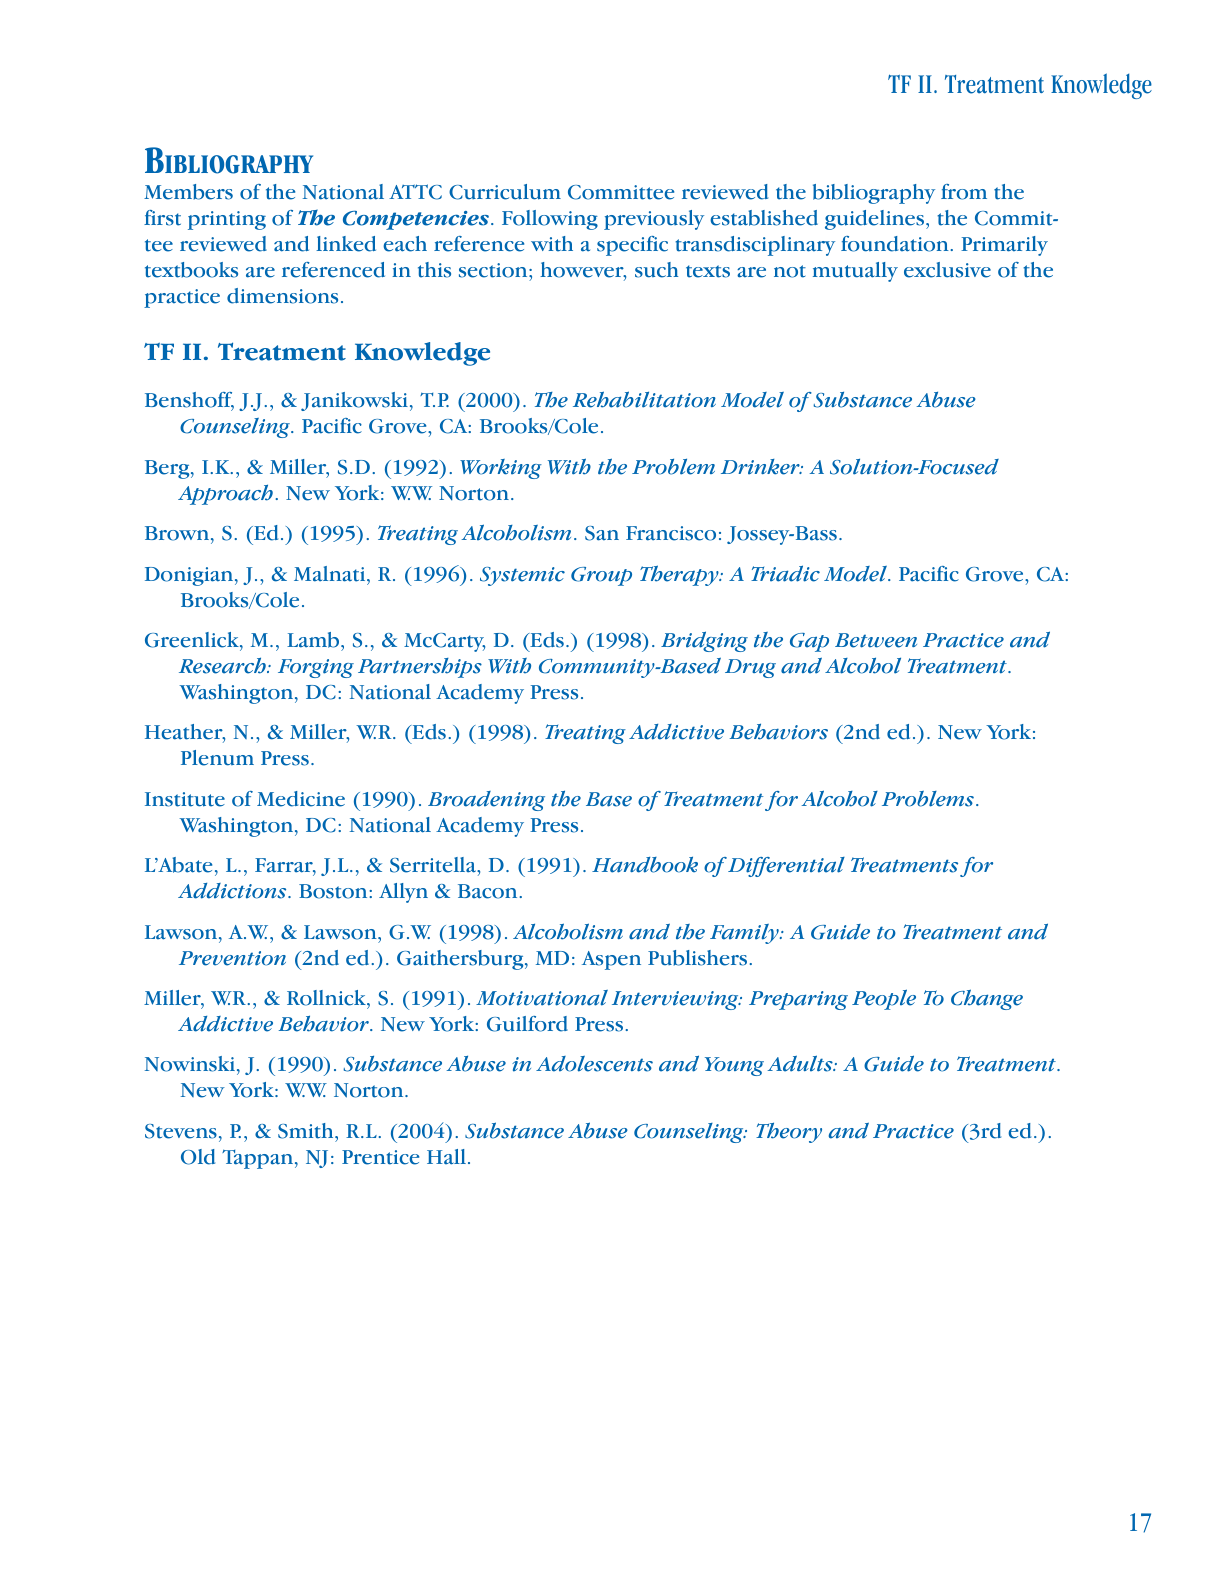 TF II. Treatment Knowledge
BIBLIOGRAPHY
Members of the National ATTC Curriculum Committee reviewed the bibliography from the
first printing of The Competencies. Following previously established guidelines, the Commit-
tee reviewed and linked each reference with a specific transdisciplinary foundation. Primarily
textbooks are referenced in this section; however, such texts are not mutually exclusive of the
practice dimensions.
TF II. Treatment Knowledge
Benshoff, J.J., & Janikowski, T.P. (2000). The Rehabilitation Model of Substance Abuse
Counseling. Pacific Grove, CA: Brooks/Cole.
Berg, I.K., & Miller, S.D. (1992). Working With the Problem Drinker: A Solution-Focused
Approach. New York: W.W. Norton.
Brown, S. (Ed.) (1995). Treating Alcoholism. San Francisco: Jossey-Bass.
Donigian, J., & Malnati, R. (1996). Systemic Group Therapy: A Triadic Model. Pacific Grove, CA:
Brooks/Cole.
Greenlick, M., Lamb, S., & McCarty, D. (Eds.) (1998). Bridging the Gap Between Practice and
Research: Forging Partnerships With Community-Based Drug and Alcohol Treatment.
Washington, DC: National Academy Press.
Heather, N., & Miller, W.R. (Eds.) (1998). Treating Addictive Behaviors (2nd ed.). New York:
Plenum Press.
Institute of Medicine (1990). Broadening the Base of Treatment for Alcohol Problems.
Washington, DC: National Academy Press.
L’Abate, L., Farrar, J.L., & Serritella, D. (1991). Handbook of Differential Treatments for
Addictions. Boston: Allyn & Bacon.
Lawson, A.W., & Lawson, G.W. (1998). Alcoholism and the Family: A Guide to Treatment and
Prevention (2nd ed.). Gaithersburg, MD: Aspen Publishers.
Miller, W.R., & Rollnick, S. (1991). Motivational Interviewing: Preparing People To Change
Addictive Behavior. New York: Guilford Press.
Nowinski, J. (1990). Substance Abuse in Adolescents and Young Adults: A Guide to Treatment.
New York: W.W. Norton.
Stevens, P., & Smith, R.L. (2004). Substance Abuse Counseling: Theory and Practice (3rd ed.).
Old Tappan, NJ: Prentice Hall.
17